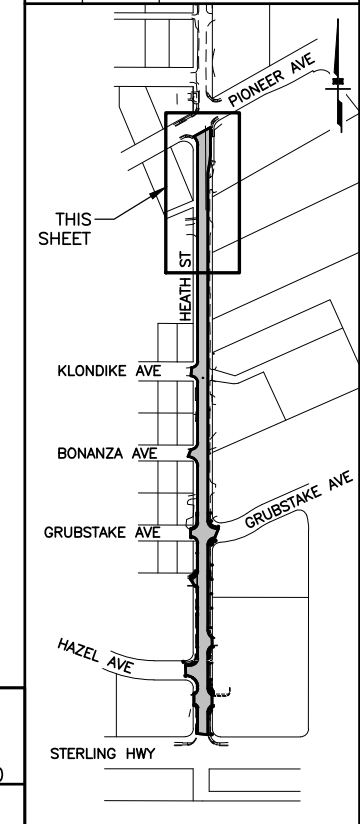 PIONEER AVE
THIS
SHEET
HEATH ST
KLONDIKE AVE
BONANZA AVE
GRUBSTAKE AVE
GRUBSTAKE AVE
HAZEL AVE
STERLING HWY